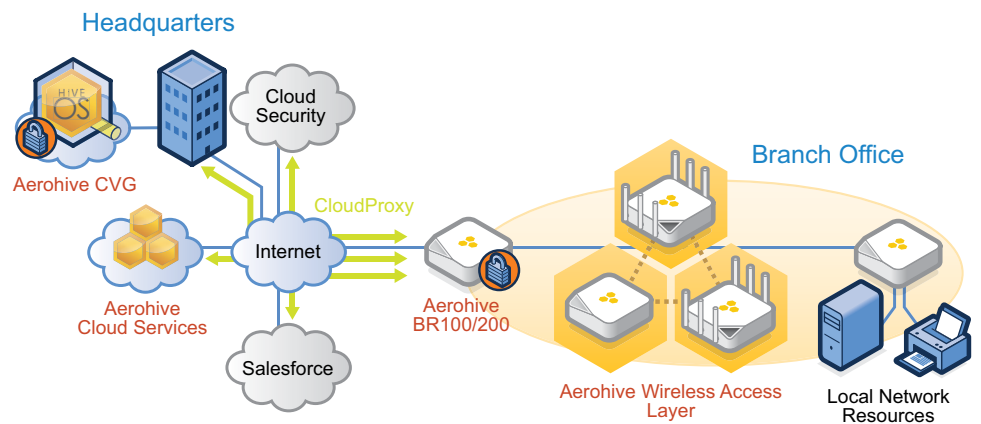 Headquarters
HIVE
OS
Aerohive CVG
Cloud
Security
CloudProxy
Internet
Aerohive
Cloud Services
Salesforce
Aerohive
BR100/200
Branch Office
Aerohive Wireless Access
Layer
Local Network
Resources